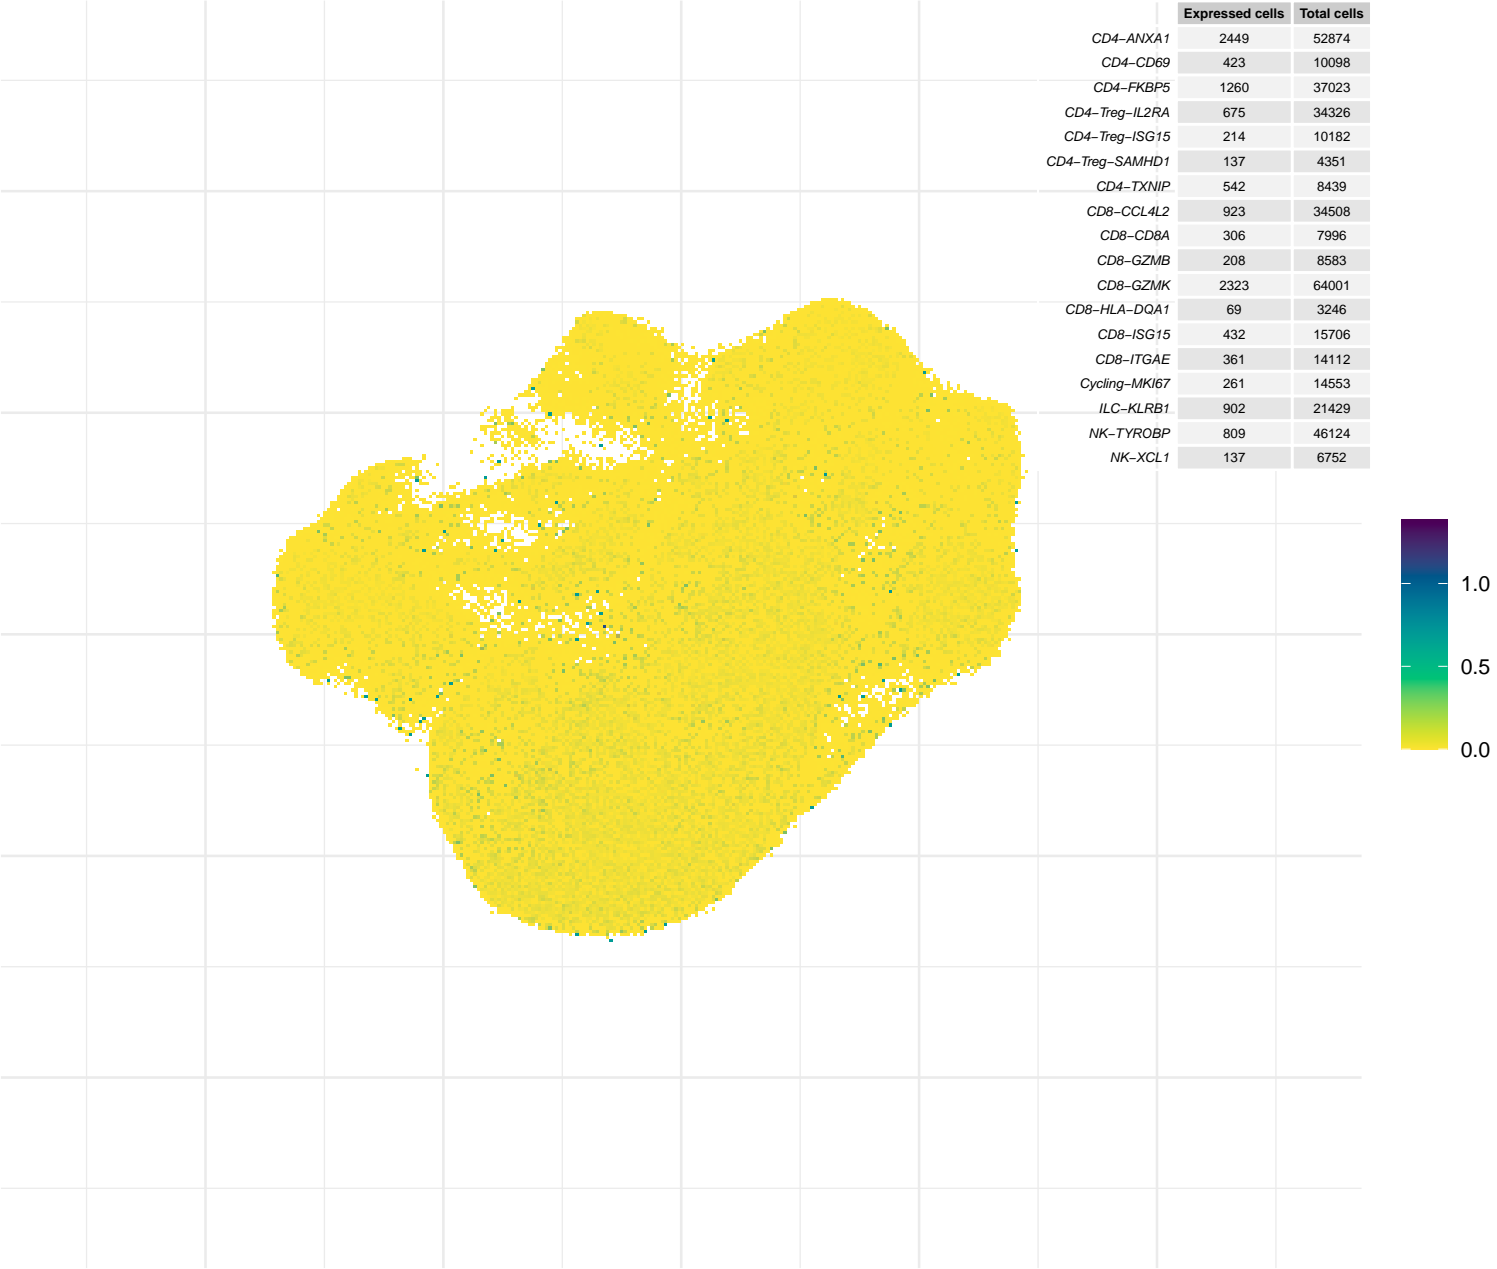 Expressed cells Total cells
CD4−ANXA1 2449 52874
CD4−CD69 423 10098
CD4−FKBP5 1260 37023
CD4−Treg−IL2RA 675 34326
CD4−Treg−ISG15 214 10182
CD4−Treg−SAMHD1 137 4351
CD4−TXNIP 542 8439
CD8−CCL4L2 923 34508
CD8−CD8A 306 7996
CD8−GZMB 208 8583
CD8−GZMK 2323 64001
CD8−HLA−DQA1 69 3246
CD8−ISG15 432 15706
CD8−ITGAE 361 14112
Cycling−MKI67 261 14553
ILC−KLRB1 902 21429
NK−TYROBP 809 46124
NK−XCL1 137 6752
1.0
0.5
0.0